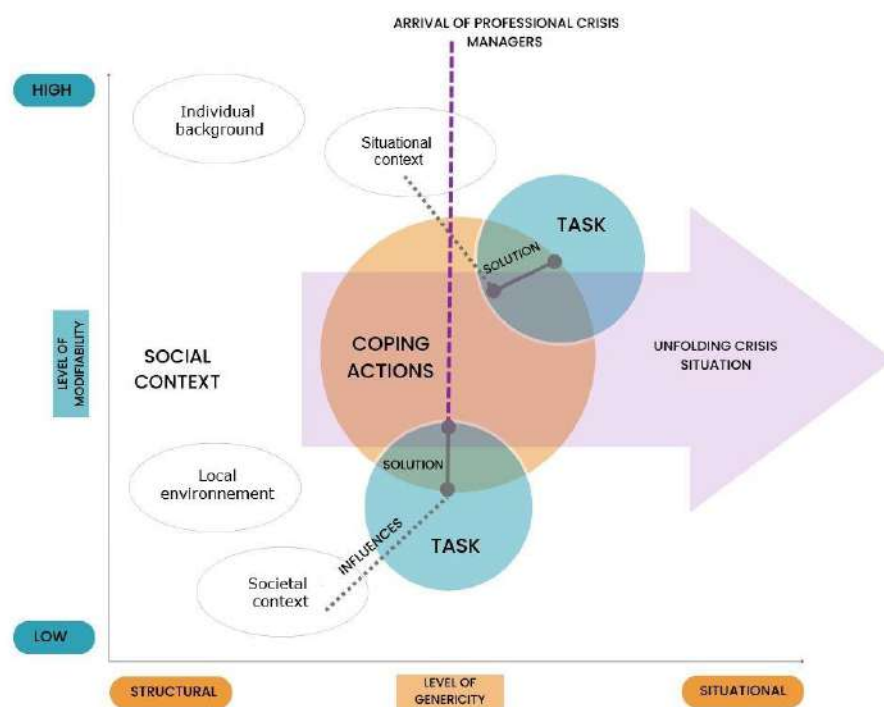 ARRIVAL OF PROFESSIONAL CRISIS
MANAGERS
HIGH
Individual
background
Situational
context
TASK
SOLUTION
LEVEL OF
MODIFIABILITY
SOCIAL
CONTEXT
COPING
ACTIONS
UNFOLDING CRISIS
SITUATION
Local
environnement
SOLUTION
TASK
INFLUENCES
Societal
context
LOW
STRUCTURAL
LEVEL OF
GENERICITY
SITUATIONAL